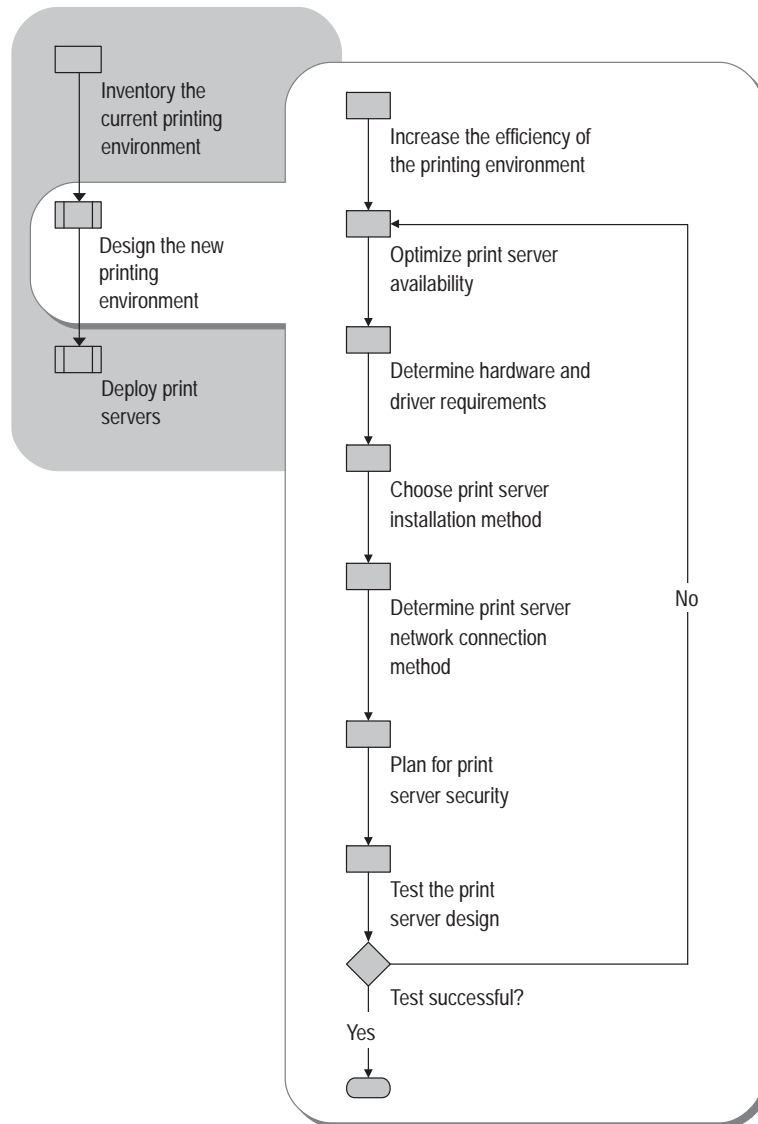 Inventory the
current printing
environment
Design the new
printing
environment
Deploy print
servers
Increase the efficiency of
the printing environment
Optimize print server
availability
Determine hardware and
driver requirements
Choose print server
installation method
Determine print server
network connection
method
Plan for print
server security
Test the print
server design
Test successful?
No
Yes